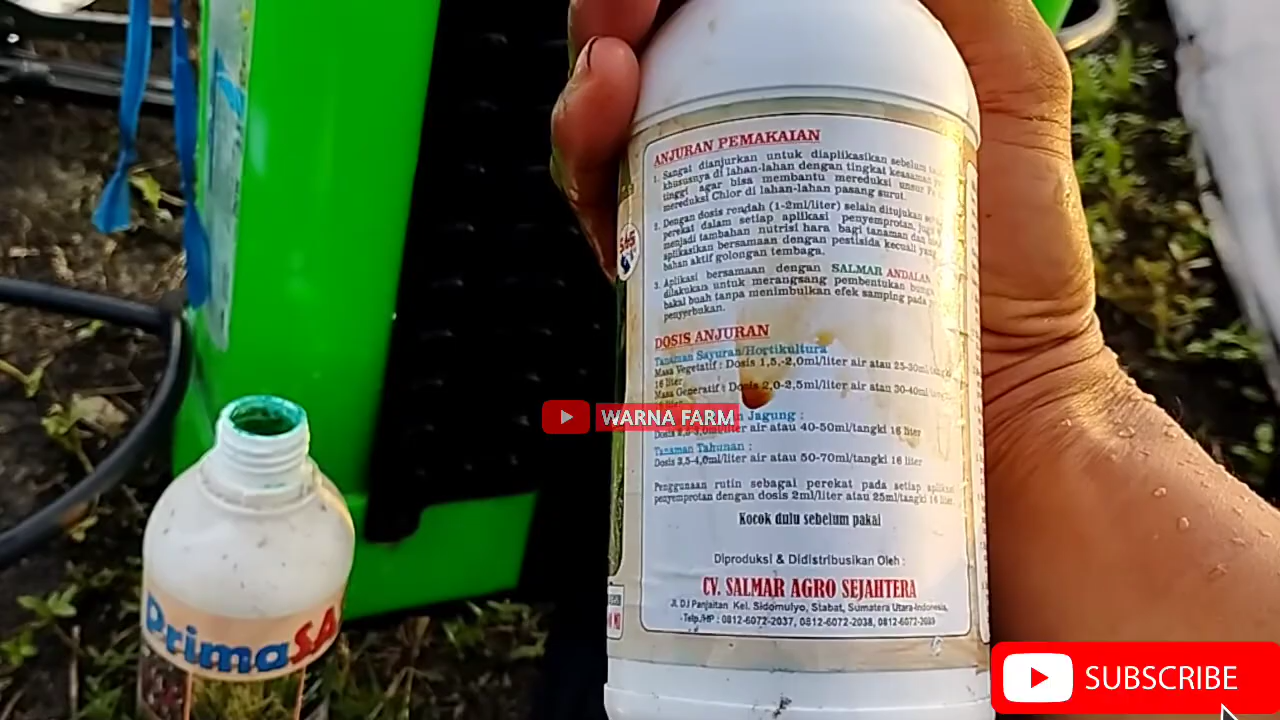 ANJURAN PEMAKAIAN
1. Sangat dianjurkan untuk diaplikasikan sebelum
khususnya di lahan-lahan dengan tingkat keasaman
tinggi agar bisa membantu mereduksi unsur
mereduksi Chlor di lahan-lahan pasang surut.
2. Dengan dosis rendah (1-2ml/liter) selain ditujukan
perekat dalam setiap aplikasi penyemprotan,
menjadi tambahan nutrisi hara bagi tanaman dan
aplikasikan bersamaan dengan pestisida kecuali yang
bahan aktif golongan tembaga.
3. Aplikasi bersamaan dengan SALMAR ANDALAN
dilakukan untuk merangsang pembentukan
bakal buah tanpa menimbulkan efek samping pada
penyerbukan.
DOSIS ANJURAN
Tanaman Sayuran/Hortikultura
Masa Vegetatif : Dosis 1,5,-2,0ml/liter air atau 25-30ml/tangki
16 liter
Masa Generatif : Dosis 2,0-2,5ml/liter air atau 30-40ml/
Jagung :
air atau 40-50ml/tangki 16 liter
Tanaman Tahunan :
Dosis 3,5-4,0ml/liter air atau 50-70ml/tangki 16 liter
Penggunaan rutin sebagai perekat pada setiap
penyemprotan dengan dosis 2ml/liter atau 25ml/tangki 16 liter
Kocok dulu sebelum pakai
Diproduksi & Didistribusikan Oleh :
CV. SALMAR AGRO SEJAHTERA
Jl. DJ Panjaitan Kel. Sidomulyo, Stabat, Sumatera Utara-Indonesia,
Telp./HP : 0812-6072-2037, 0812-6072-2038, 0812-6072-2039
WARNA FARM
PrimaSA
SUBSCRIBE